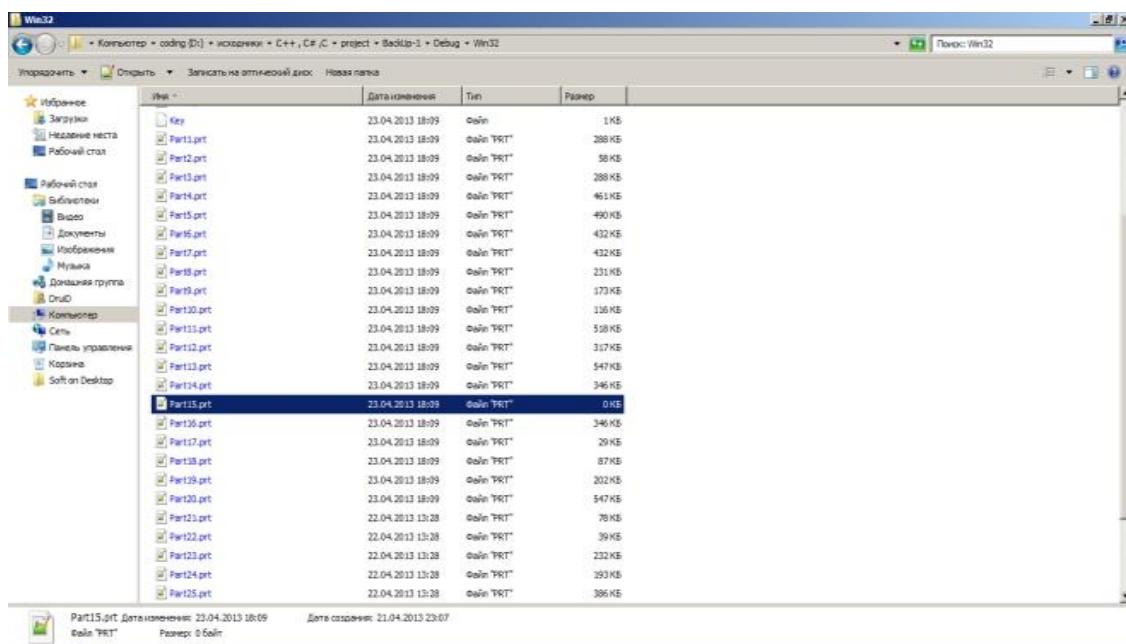 Win32
Компьютер • coding (D:) • исходники • C++ , C# ,C • project • BackUp-1 • Debug • Win32
Поиск: Win32
Упорядочить Открыть Записать на оптический диск Новая папка
Имя Дата изменения Тип Размер
Избранное
Загрузки
Недавние места
Рабочий стол
Рабочий стол
Библиотеки
Видео
Документы
Изображения
Музыка
Домашняя группа
DruiD
Компьютер
Сеть
Панель управления
Корзина
Soft on Desktop
Key 23.04.2013 18:09 Файл 1 КБ
Part1.prt 23.04.2013 18:09 Файл "PRT" 288 КБ
Part2.prt 23.04.2013 18:09 Файл "PRT" 58 КБ
Part3.prt 23.04.2013 18:09 Файл "PRT" 288 КБ
Part4.prt 23.04.2013 18:09 Файл "PRT" 461 КБ
Part5.prt 23.04.2013 18:09 Файл "PRT" 490 КБ
Part6.prt 23.04.2013 18:09 Файл "PRT" 432 КБ
Part7.prt 23.04.2013 18:09 Файл "PRT" 432 КБ
Part8.prt 23.04.2013 18:09 Файл "PRT" 231 КБ
Part9.prt 23.04.2013 18:09 Файл "PRT" 173 КБ
Part10.prt 23.04.2013 18:09 Файл "PRT" 116 КБ
Part11.prt 23.04.2013 18:09 Файл "PRT" 518 КБ
Part12.prt 23.04.2013 18:09 Файл "PRT" 317 КБ
Part13.prt 23.04.2013 18:09 Файл "PRT" 547 КБ
Part14.prt 23.04.2013 18:09 Файл "PRT" 346 КБ
Part15.prt 23.04.2013 18:09 Файл "PRT" 0 КБ
Part16.prt 23.04.2013 18:09 Файл "PRT" 346 КБ
Part17.prt 23.04.2013 18:09 Файл "PRT" 29 КБ
Part18.prt 23.04.2013 18:09 Файл "PRT" 87 КБ
Part19.prt 23.04.2013 18:09 Файл "PRT" 202 КБ
Part20.prt 23.04.2013 18:09 Файл "PRT" 547 КБ
Part21.prt 22.04.2013 13:28 Файл "PRT" 78 КБ
Part22.prt 22.04.2013 13:28 Файл "PRT" 39 КБ
Part23.prt 22.04.2013 13:28 Файл "PRT" 232 КБ
Part24.prt 22.04.2013 13:28 Файл "PRT" 193 КБ
Part25.prt 22.04.2013 13:28 Файл "PRT" 386 КБ
Part15.prt Дата изменения: 23.04.2013 18:09 Дата создания: 21.04.2013 23:07
Файл "PRT" Размер: 0 байт